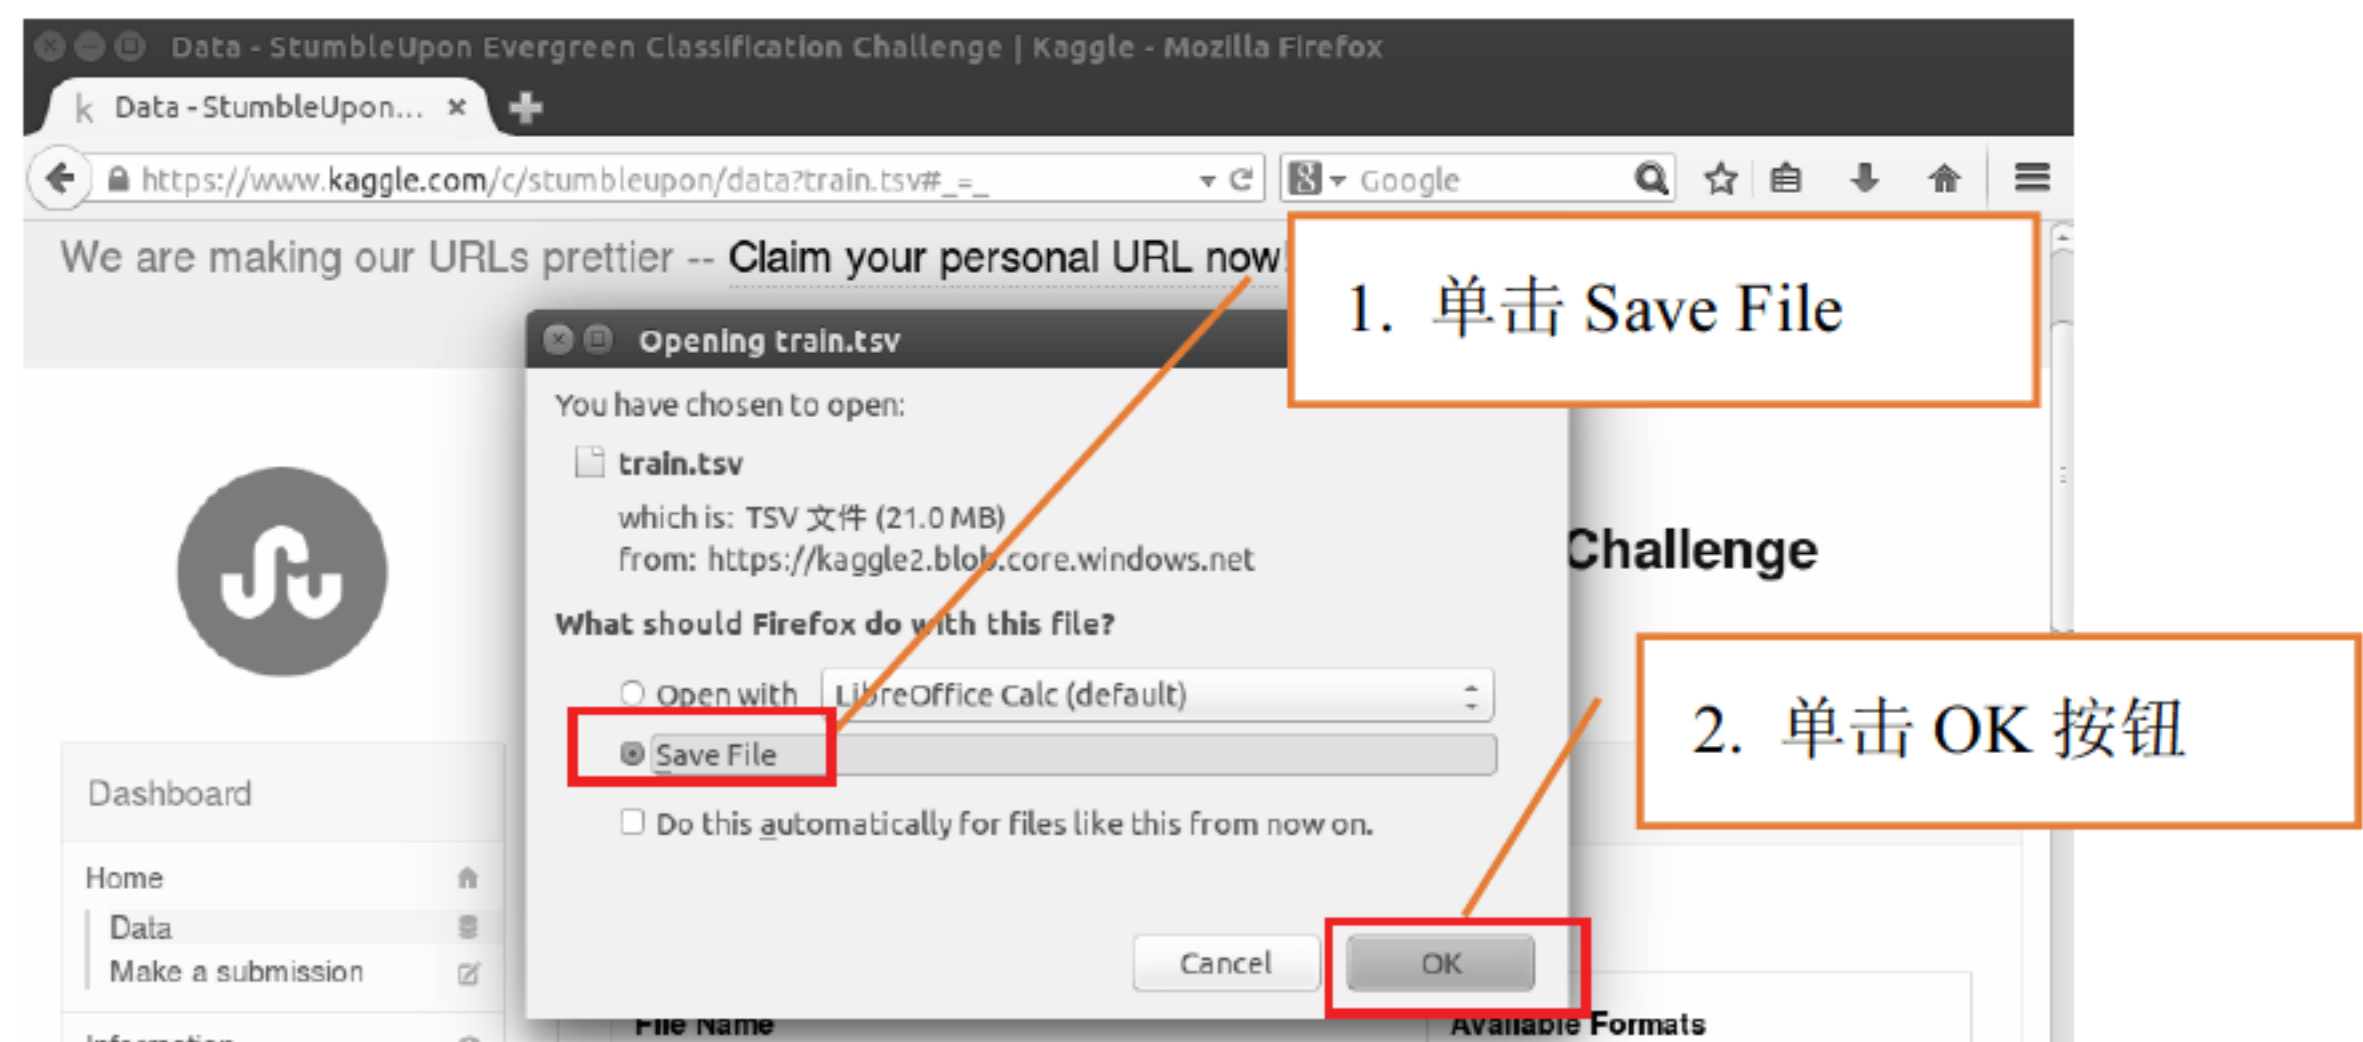 Data - StumbleUpon Evergreen Classification Challenge | Kaggle - Mozilla Firefox
k Data - StumbleUpon... ×
https://www.kaggle.com/c/stumbleupon/data?train.tsv#_=_
Google
We are making our URLs prettier -- Claim your personal URL now!
1. 单击 Save File
Opening train.tsv
You have chosen to open:
train.tsv
which is: TSV 文件 (21.0 MB)
from: https://kaggle2.blob.core.windows.net
Challenge
What should Firefox do with this file?
Open with LibreOffice Calc (default)
Save File
2. 单击 OK 按钮
Do this automatically for files like this from now on.
Cancel OK
Dashboard
Home
Data
Make a submission
Information
File Name
Available Formats